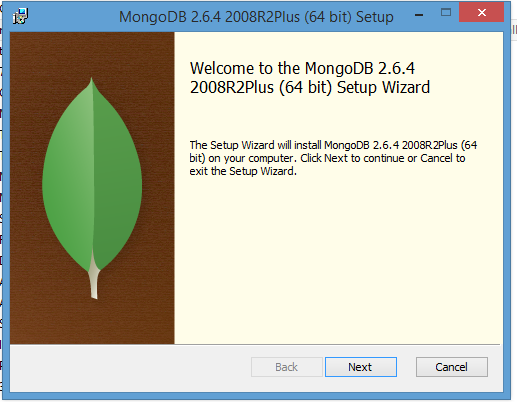 MongoDB 2.6.4 2008R2Plus (64 bit) Setup
Welcome to the MongoDB 2.6.4
2008R2Plus (64 bit) Setup Wizard
The Setup Wizard will install MongoDB 2.6.4 2008R2Plus (64
bit) on your computer. Click Next to continue or Cancel to
exit the Setup Wizard.
Back
Next
Cancel